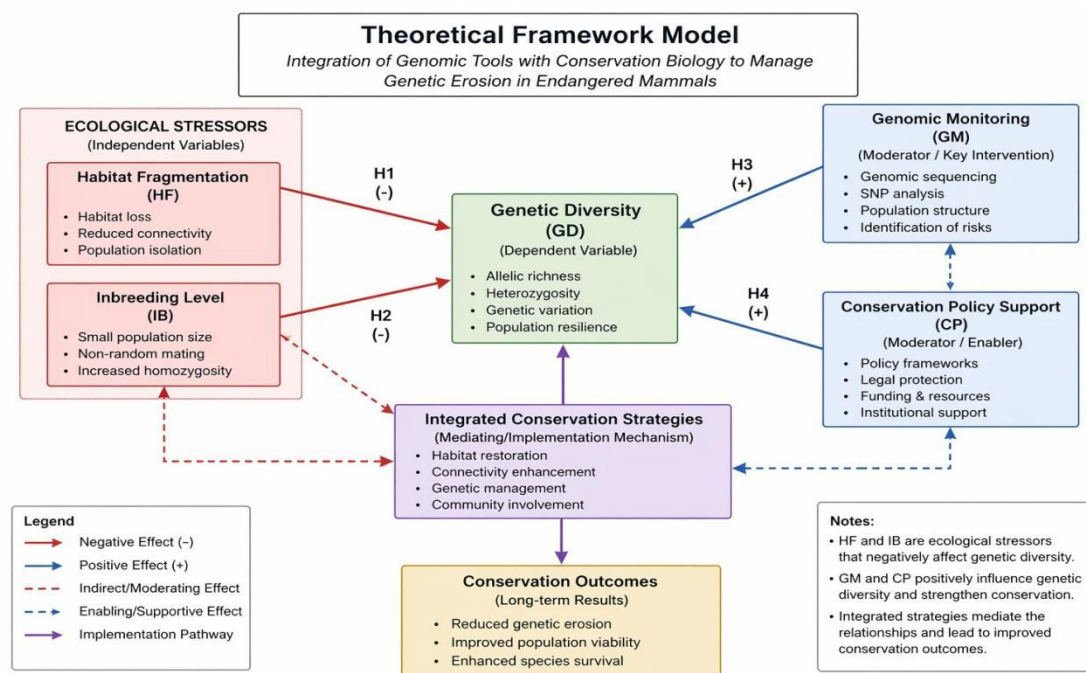 Theoretical Framework Model
Integration of Genomic Tools with Conservation Biology to Manage
Genetic Erosion in Endangered Mammals
ECOLOGICAL STRESSORS
(Independent Variables)
Habitat Fragmentation
(HF)
• Habitat loss
• Reduced connectivity
• Population isolation
Inbreeding Level
(IB)
• Small population size
• Non-random mating
• Increased homozygosity
H1
(-)
H2
(-)
Genetic Diversity
(GD)
(Dependent Variable)
• Allelic richness
• Heterozygosity
• Genetic variation
• Population resilience
H3
(+)
H4
(+)
Genomic Monitoring
(GM)
(Moderator / Key Intervention)
• Genomic sequencing
• SNP analysis
• Population structure
• Identification of risks
Conservation Policy Support
(CP)
(Moderator / Enabler)
• Policy frameworks
• Legal protection
• Funding & resources
• Institutional support
Integrated Conservation Strategies
(Mediating/Implementation Mechanism)
• Habitat restoration
• Connectivity enhancement
• Genetic management
• Community involvement
Conservation Outcomes
(Long-term Results)
• Reduced genetic erosion
• Improved population viability
• Enhanced species survival
Legend
Negative Effect (–)
Positive Effect (+)
Indirect/Moderating Effect
Enabling/Supportive Effect
Implementation Pathway
Notes:
• HF and IB are ecological stressors
that negatively affect genetic diversity.
• GM and CP positively influence genetic
diversity and strengthen conservation.
• Integrated strategies mediate the
relationships and lead to improved
conservation outcomes.